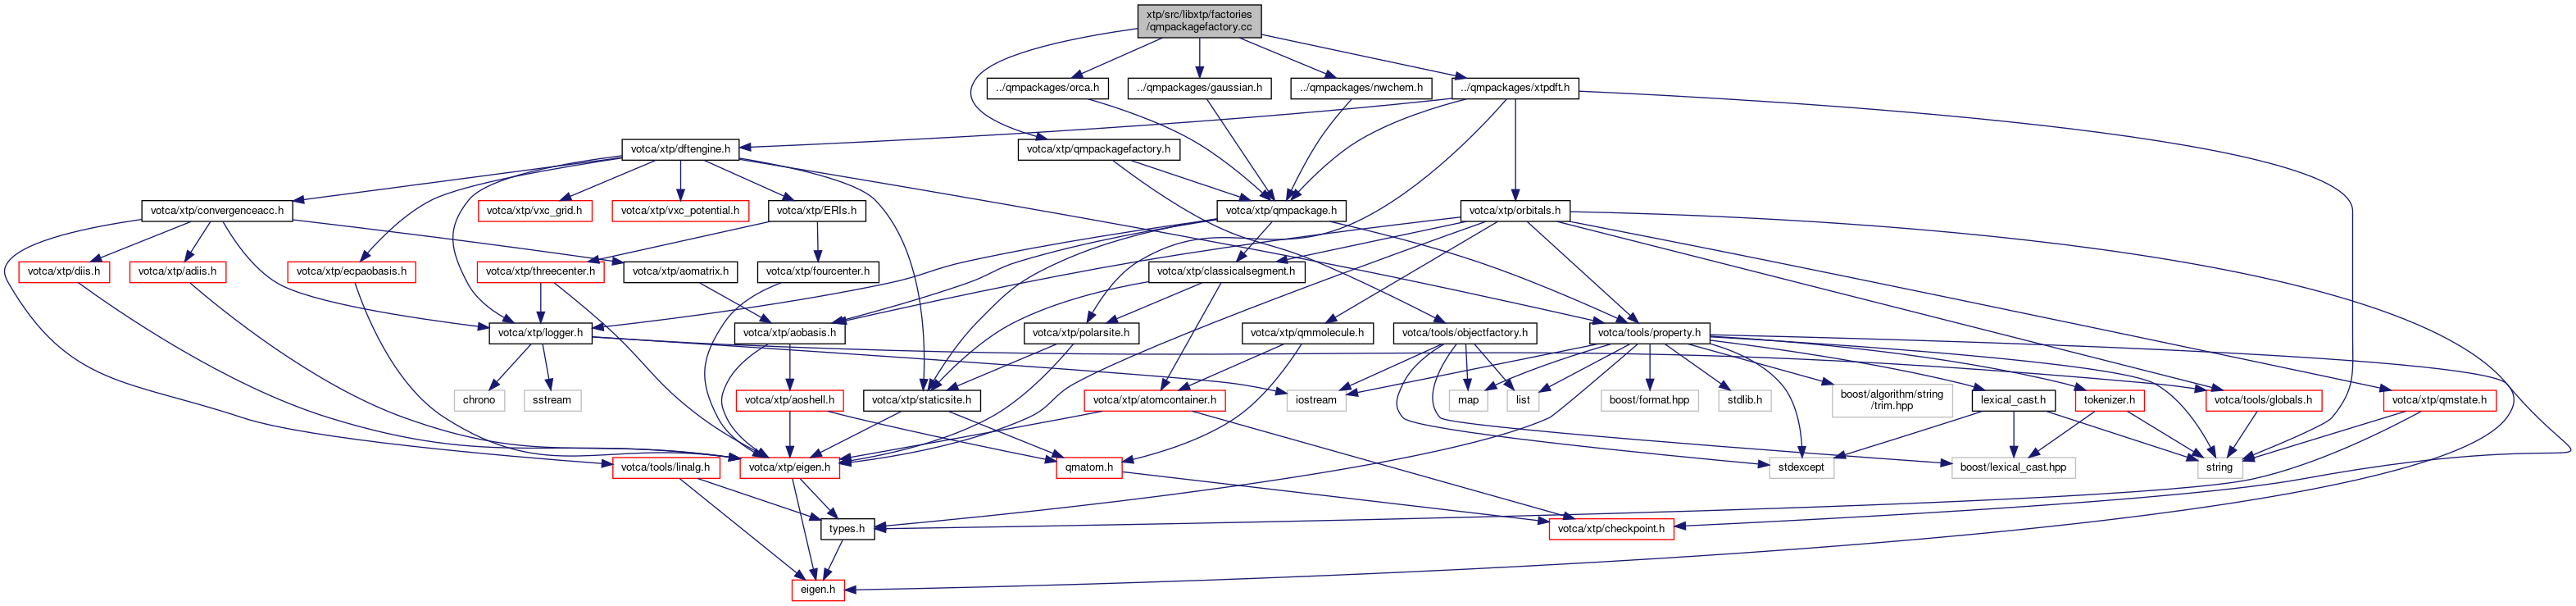 xtp/src/libxtp/factories
/qmpackagefactory.cc
../qmpackages/orca.h
../qmpackages/gaussian.h
../qmpackages/nwchem.h
../qmpackages/xtpdft.h
votca/xtp/dftengine.h
votca/xtp/qmpackagefactory.h
votca/xtp/convergenceacc.h
votca/xtp/vxc_grid.h
votca/xtp/vxc_potential.h
votca/xtp/ERIs.h
votca/xtp/qmpackage.h
votca/xtp/orbitals.h
votca/xtp/diis.h
votca/xtp/adiis.h
votca/xtp/ecpaobasis.h
votca/xtp/threecenter.h
votca/xtp/aomatrix.h
votca/xtp/fourcenter.h
votca/xtp/classicalsegment.h
votca/xtp/logger.h
votca/xtp/aobasis.h
votca/xtp/polarsite.h
votca/xtp/qmmolecule.h
votca/tools/objectfactory.h
votca/tools/property.h
chrono
sstream
votca/xtp/aoshell.h
votca/xtp/staticsite.h
votca/xtp/atomcontainer.h
iostream
map
list
boost/format.hpp
stdlib.h
boost/algorithm/string
/trim.hpp
lexical_cast.h
tokenizer.h
votca/tools/globals.h
votca/xtp/qmstate.h
votca/tools/linalg.h
votca/xtp/eigen.h
qmatom.h
stdexcept
boost/lexical_cast.hpp
string
types.h
votca/xtp/checkpoint.h
eigen.h